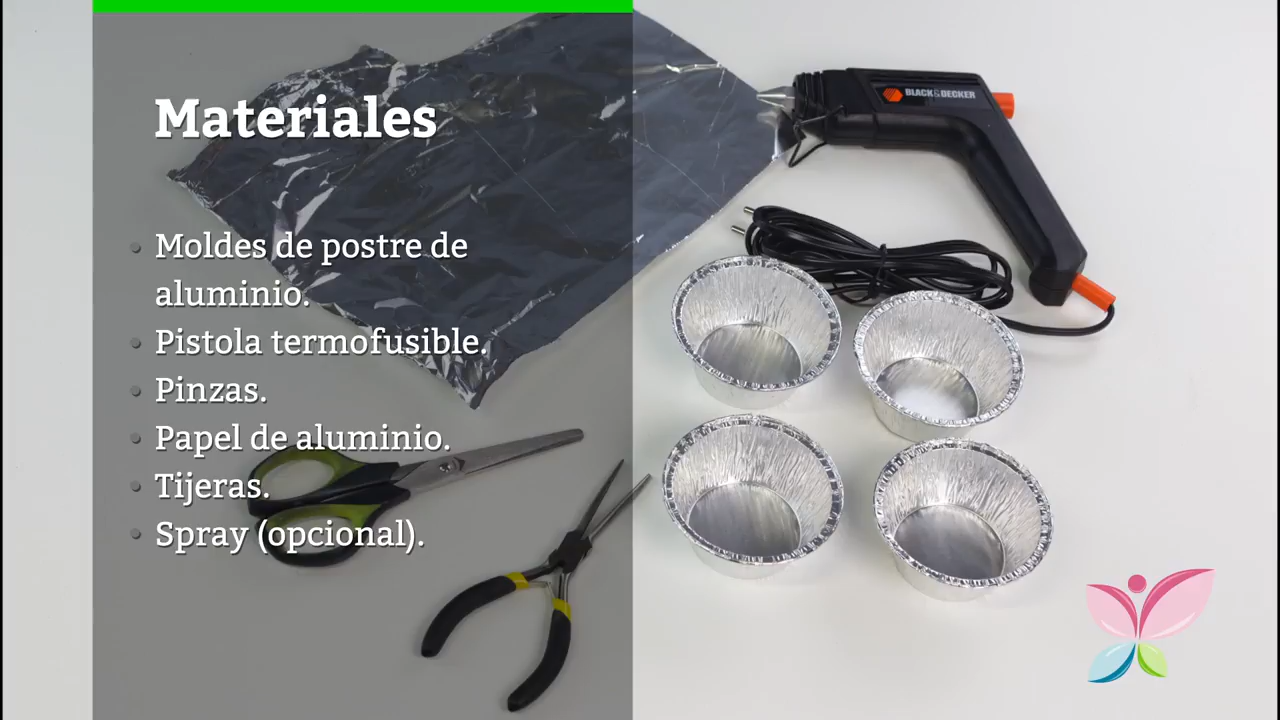 Materiales
• Moldes de postre de
aluminio.
• Pistola termofusible.
• Pinzas.
• Papel de aluminio.
• Tijeras.
• Spray (opcional).
BLACK&DECKER